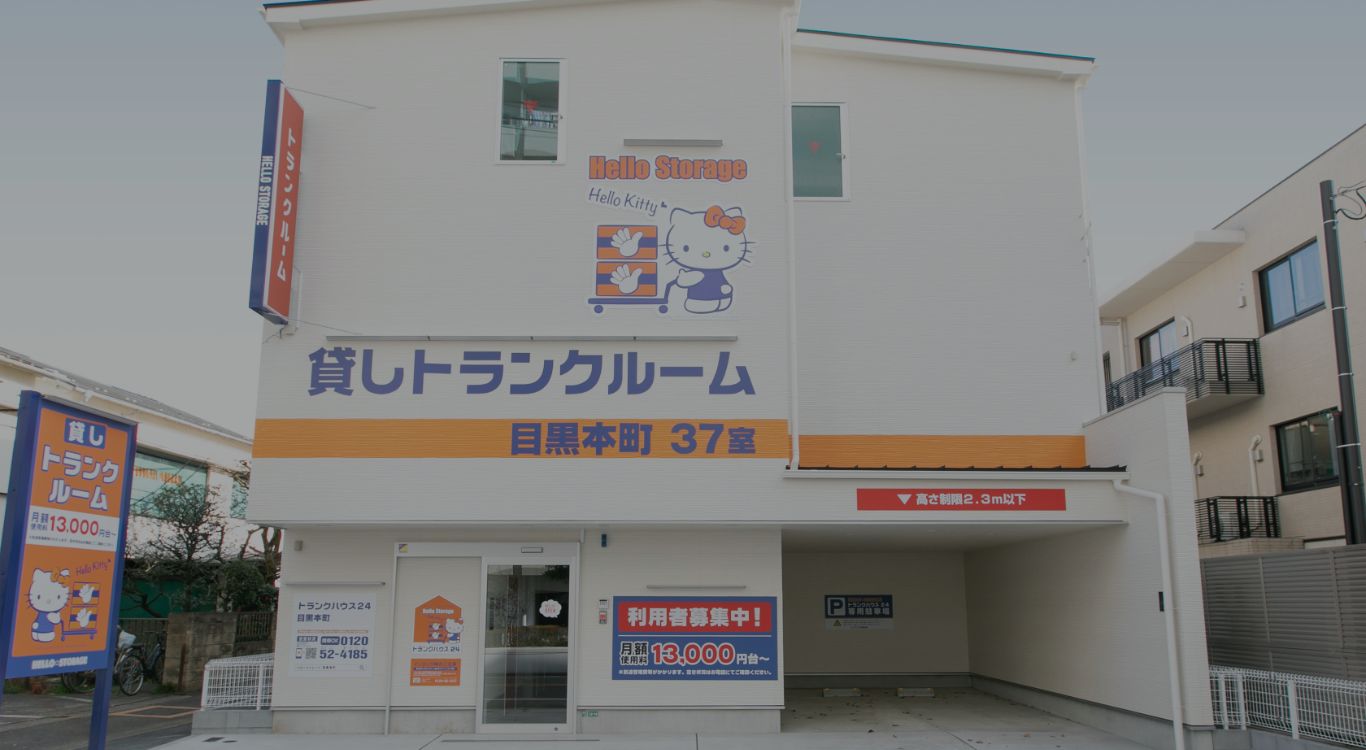 トランクルーム
HELLO STORAGE
Hello Storage
Hello Kitty
貸しトランクルーム
目黒本町 37室
▼高さ制限2.3m以下
貸し
トランク
ルーム
月額
使用料
13,000円台~
Hello Kitty
HELLO STORAGE
トランクハウス24
目黒本町
0120
52-4185
Hello Storage
トランクハウス24
利用者募集中!
月額
使用料
13,000円台~
P
トランクハウス24
専用駐車場